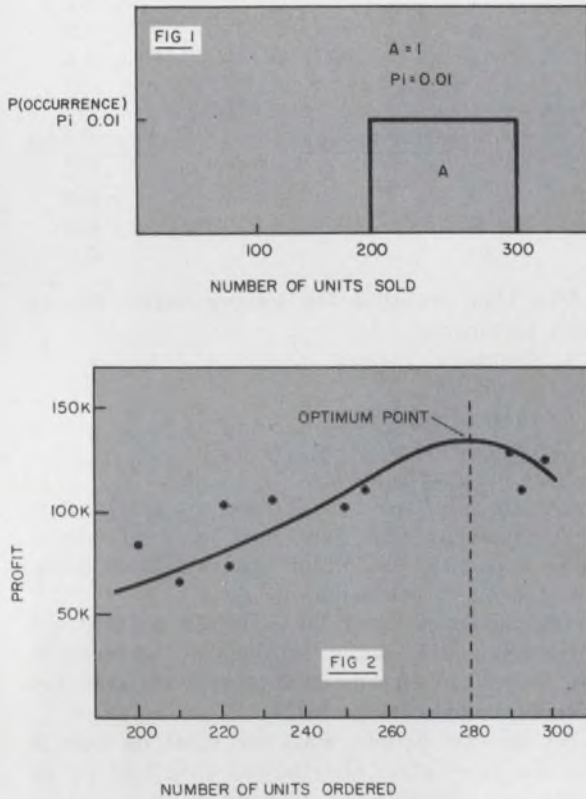 FIG 1
A = 1
Pi = 0.01
P(OCCURRENCE)
Pi 0.01
A
100 200 300
NUMBER OF UNITS SOLD
150K
OPTIMUM POINT
100K
PROFIT
50K
FIG 2
200 220 240 260 280 300
NUMBER OF UNITS ORDERED